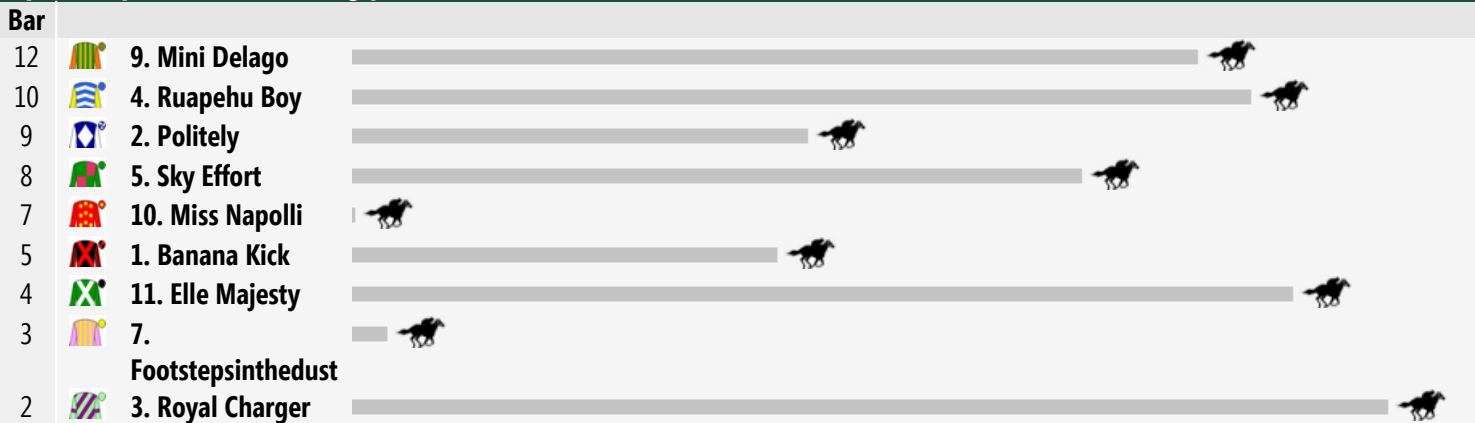 Bar
12 9. Mini Delago
10 4. Ruapehu Boy
9 2. Politely
8 5. Sky Effort
7 10. Miss Napolli
5 1. Banana Kick
4 11. Elle Majesty
3 7.
Footstepsinthedust
2 3. Royal Charger